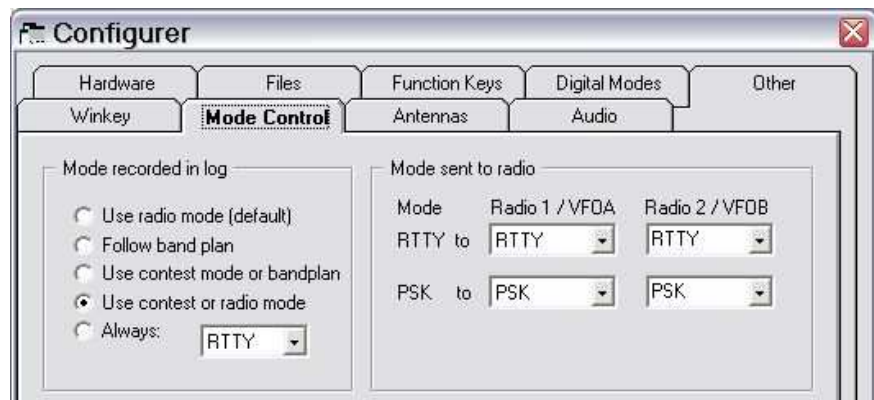 Configurer
Hardware Files Function Keys Digital Modes Other
Winkey Mode Control Antennas Audio
Mode recorded in log
Use radio mode (default)
Follow band plan
Use contest mode or bandplan
Use contest or radio mode
Always: RTTY
Mode sent to radio
Mode Radio 1 / VFOA Radio 2 / VFOB
RTTY to RTTY RTTY
PSK to PSK PSK